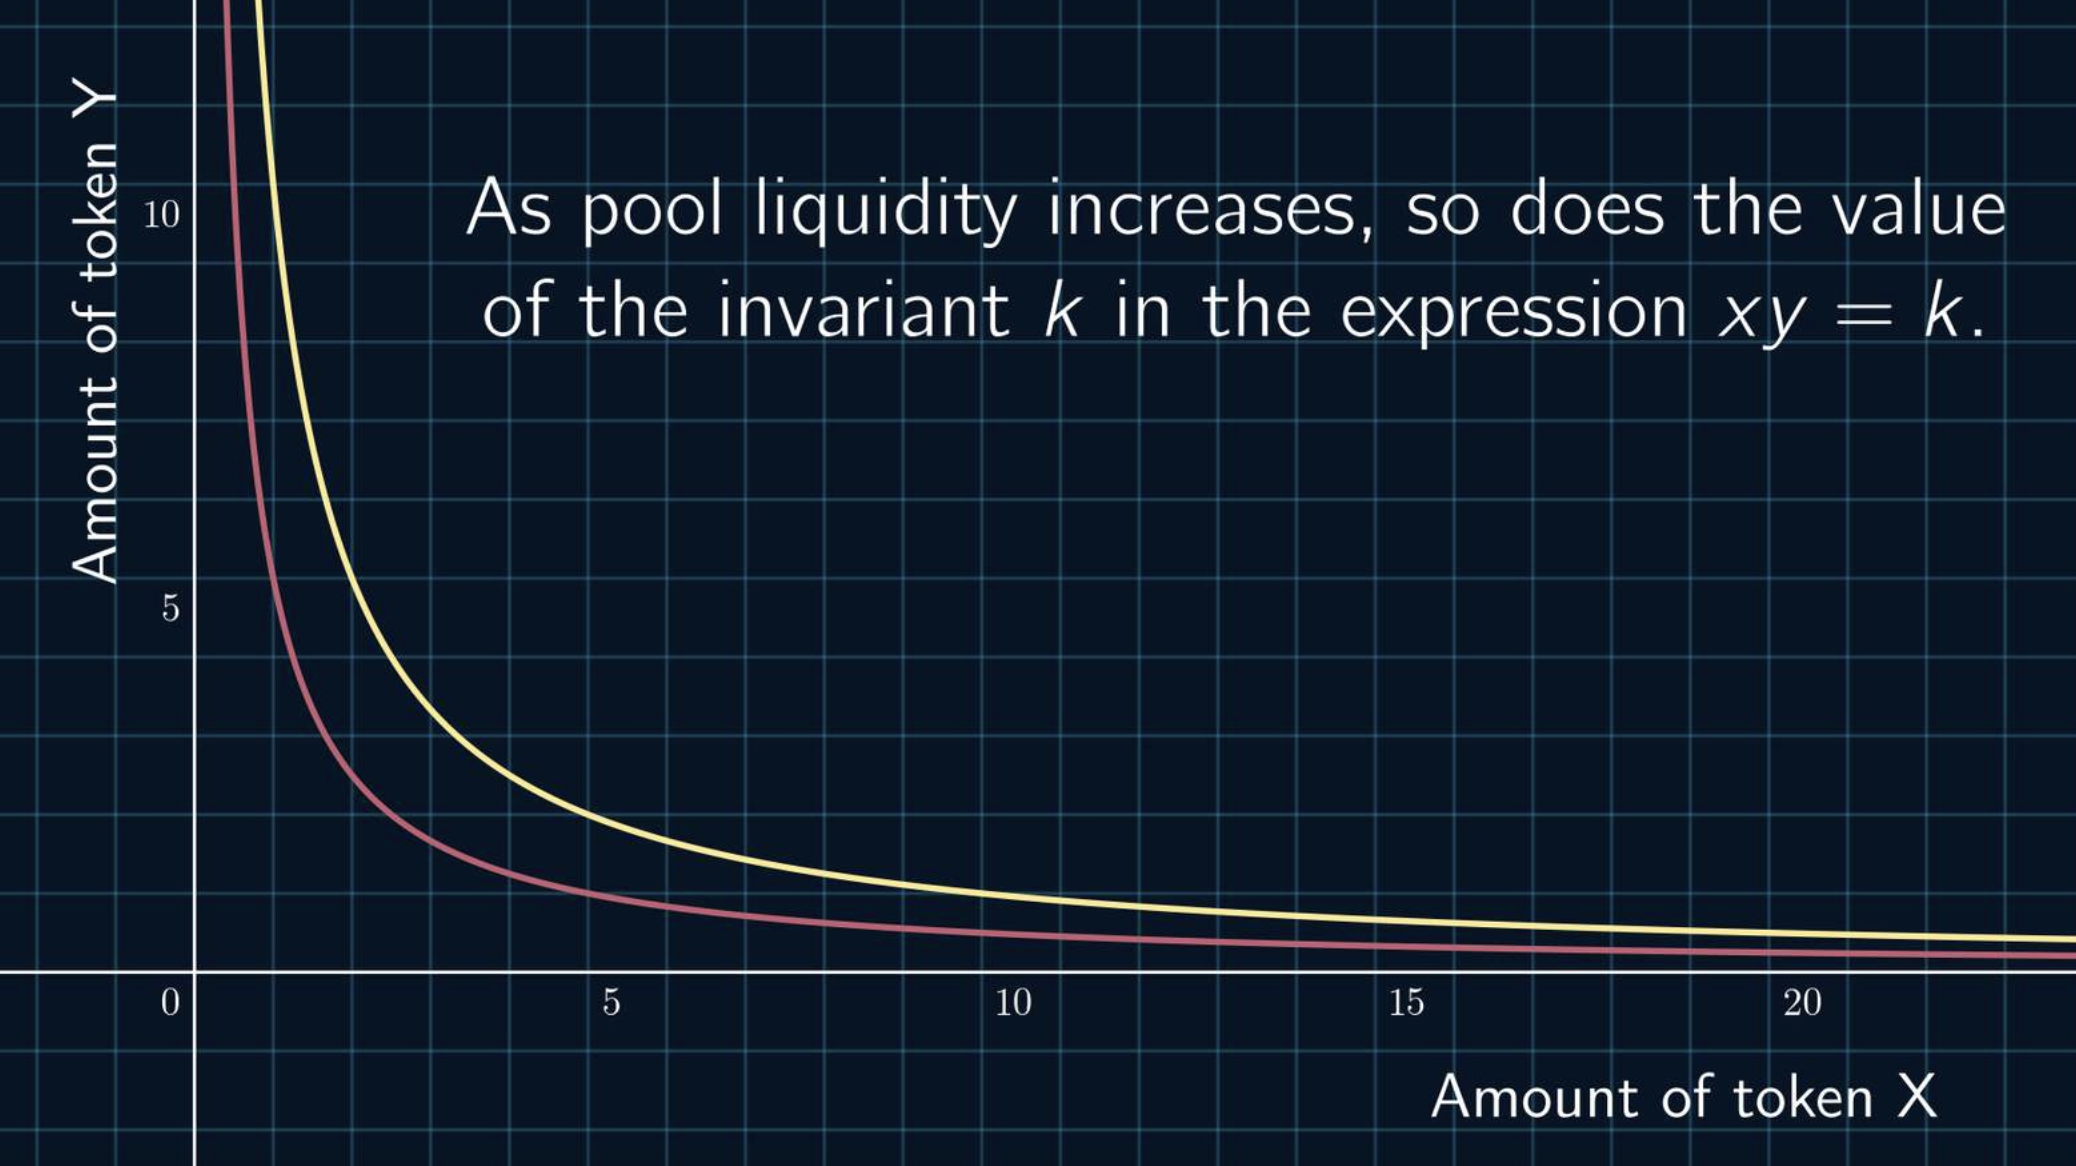 Amount of token Y
As pool liquidity increases, so does the value
of the invariant k in the expression xy = k.
10
5
0
5
10
15
20
Amount of token X